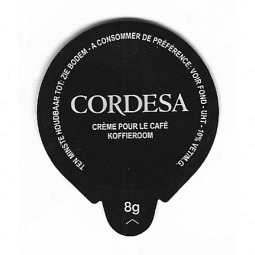 TEN MINSTE HOUDBAAR TOT: ZIE BODEM - A CONSOMMER DE PRÉFÉRENCE: VOIR FOND - UHT - 10% VET/M.G.
CORDESA
CRÈME POUR LE CAFÉ
KOFFIEROOM
8g